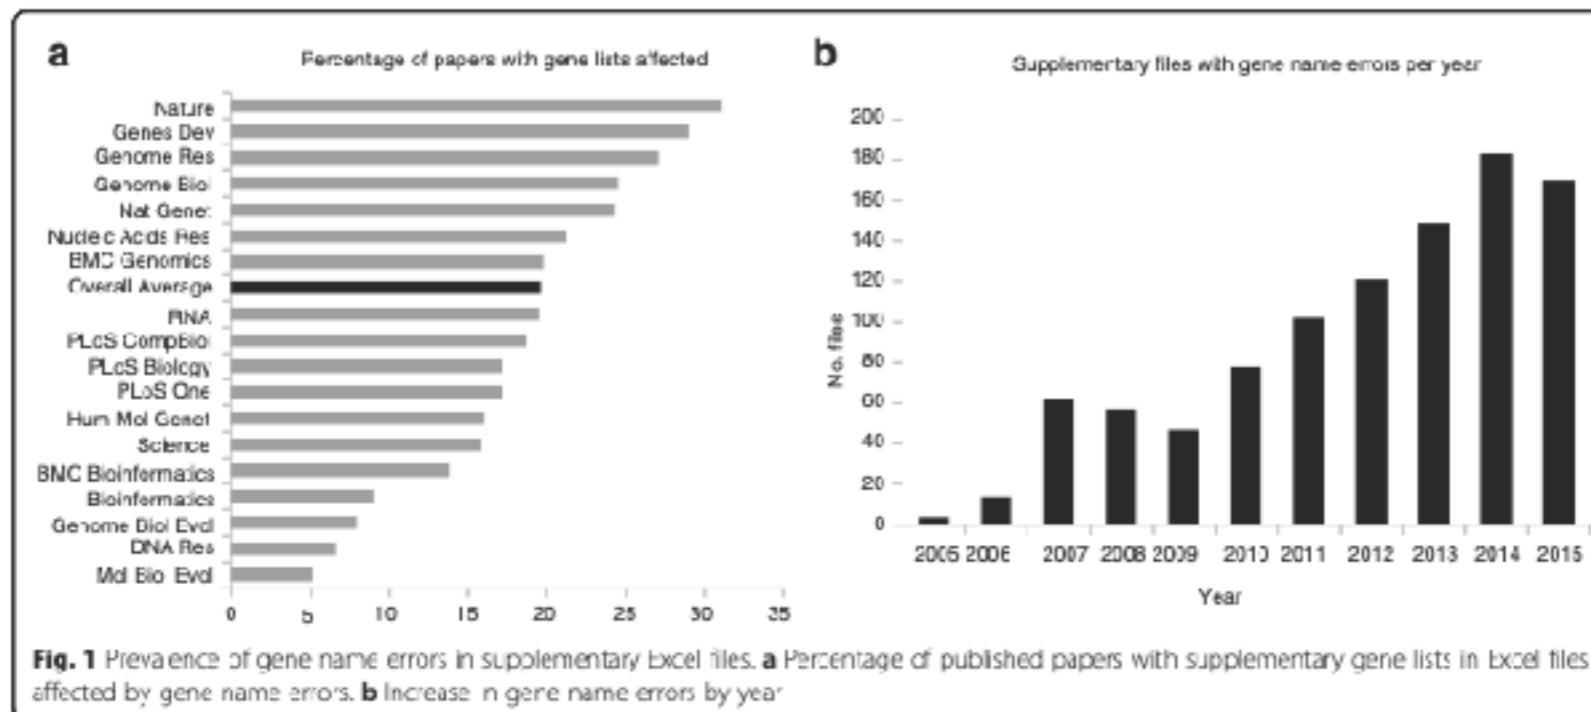 a
Percentage of papers with gene lists affected
Nature
Genes Dev
Genome Res
Genome Biol
Nat Genet
Nucleic Acids Res
BMC Genomics
Overall Average
RNA
PLoS CompBiol
PLoS Biology
PLoS One
Hum Mol Genet
Science
BMC Bioinformatics
Bioinformatics
Genome Biol Evol
DNA Res
Mol Biol Evol
0 5 10 15 20 25 30 35
b
Supplementary files with gene name errors per year
200
180
160
140
120
100
80
60
40
20
0
No. files
2005 2006 2007 2008 2009 2010 2011 2012 2013 2014 2015
Year
Fig. 1 Prevalence of gene name errors in supplementary Excel files. a Percentage of published papers with supplementary gene lists in Excel files
affected by gene name errors. b Increase in gene name errors by year